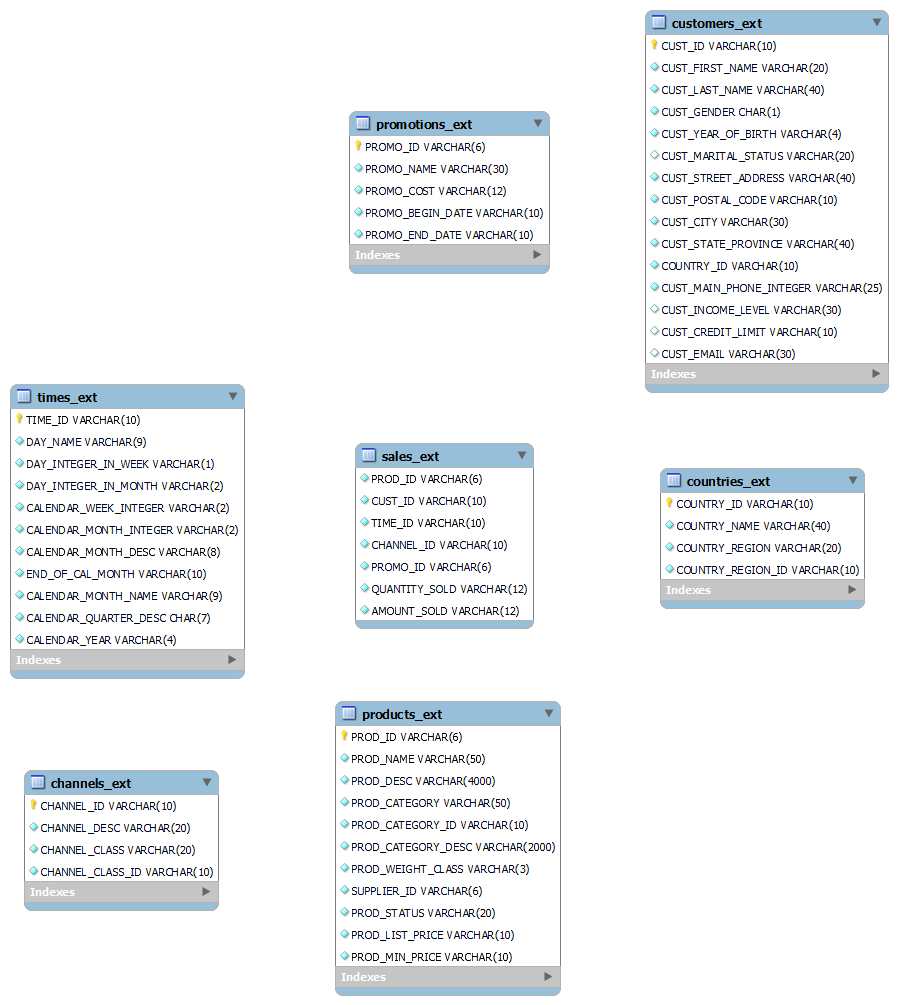 customers_ext
CUST_ID VARCHAR(10)
CUST_FIRST_NAME VARCHAR(20)
CUST_LAST_NAME VARCHAR(40)
CUST_GENDER CHAR(1)
CUST_YEAR_OF_BIRTH VARCHAR(4)
CUST_MARITAL_STATUS VARCHAR(20)
CUST_STREET_ADDRESS VARCHAR(40)
CUST_POSTAL_CODE VARCHAR(10)
CUST_CITY VARCHAR(30)
CUST_STATE_PROVINCE VARCHAR(40)
COUNTRY_ID VARCHAR(10)
CUST_MAIN_PHONE_INTEGER VARCHAR(25)
CUST_INCOME_LEVEL VARCHAR(30)
CUST_CREDIT_LIMIT VARCHAR(10)
CUST_EMAIL VARCHAR(30)
Indexes
promotions_ext
PROMO_ID VARCHAR(6)
PROMO_NAME VARCHAR(30)
PROMO_COST VARCHAR(12)
PROMO_BEGIN_DATE VARCHAR(10)
PROMO_END_DATE VARCHAR(10)
Indexes
times_ext
TIME_ID VARCHAR(10)
DAY_NAME VARCHAR(9)
DAY_INTEGER_IN_WEEK VARCHAR(1)
DAY_INTEGER_IN_MONTH VARCHAR(2)
CALENDAR_WEEK_INTEGER VARCHAR(2)
CALENDAR_MONTH_INTEGER VARCHAR(2)
CALENDAR_MONTH_DESC VARCHAR(8)
END_OF_CAL_MONTH VARCHAR(10)
CALENDAR_MONTH_NAME VARCHAR(9)
CALENDAR_QUARTER_DESC CHAR(7)
CALENDAR_YEAR VARCHAR(4)
Indexes
sales_ext
PROD_ID VARCHAR(6)
CUST_ID VARCHAR(10)
TIME_ID VARCHAR(10)
CHANNEL_ID VARCHAR(10)
PROMO_ID VARCHAR(6)
QUANTITY_SOLD VARCHAR(12)
AMOUNT_SOLD VARCHAR(12)
countries_ext
COUNTRY_ID VARCHAR(10)
COUNTRY_NAME VARCHAR(40)
COUNTRY_REGION VARCHAR(20)
COUNTRY_REGION_ID VARCHAR(10)
Indexes
channels_ext
CHANNEL_ID VARCHAR(10)
CHANNEL_DESC VARCHAR(20)
CHANNEL_CLASS VARCHAR(20)
CHANNEL_CLASS_ID VARCHAR(10)
Indexes
products_ext
PROD_ID VARCHAR(6)
PROD_NAME VARCHAR(50)
PROD_DESC VARCHAR(4000)
PROD_CATEGORY VARCHAR(50)
PROD_CATEGORY_ID VARCHAR(10)
PROD_CATEGORY_DESC VARCHAR(2000)
PROD_WEIGHT_CLASS VARCHAR(3)
SUPPLIER_ID VARCHAR(6)
PROD_STATUS VARCHAR(20)
PROD_LIST_PRICE VARCHAR(10)
PROD_MIN_PRICE VARCHAR(10)
Indexes